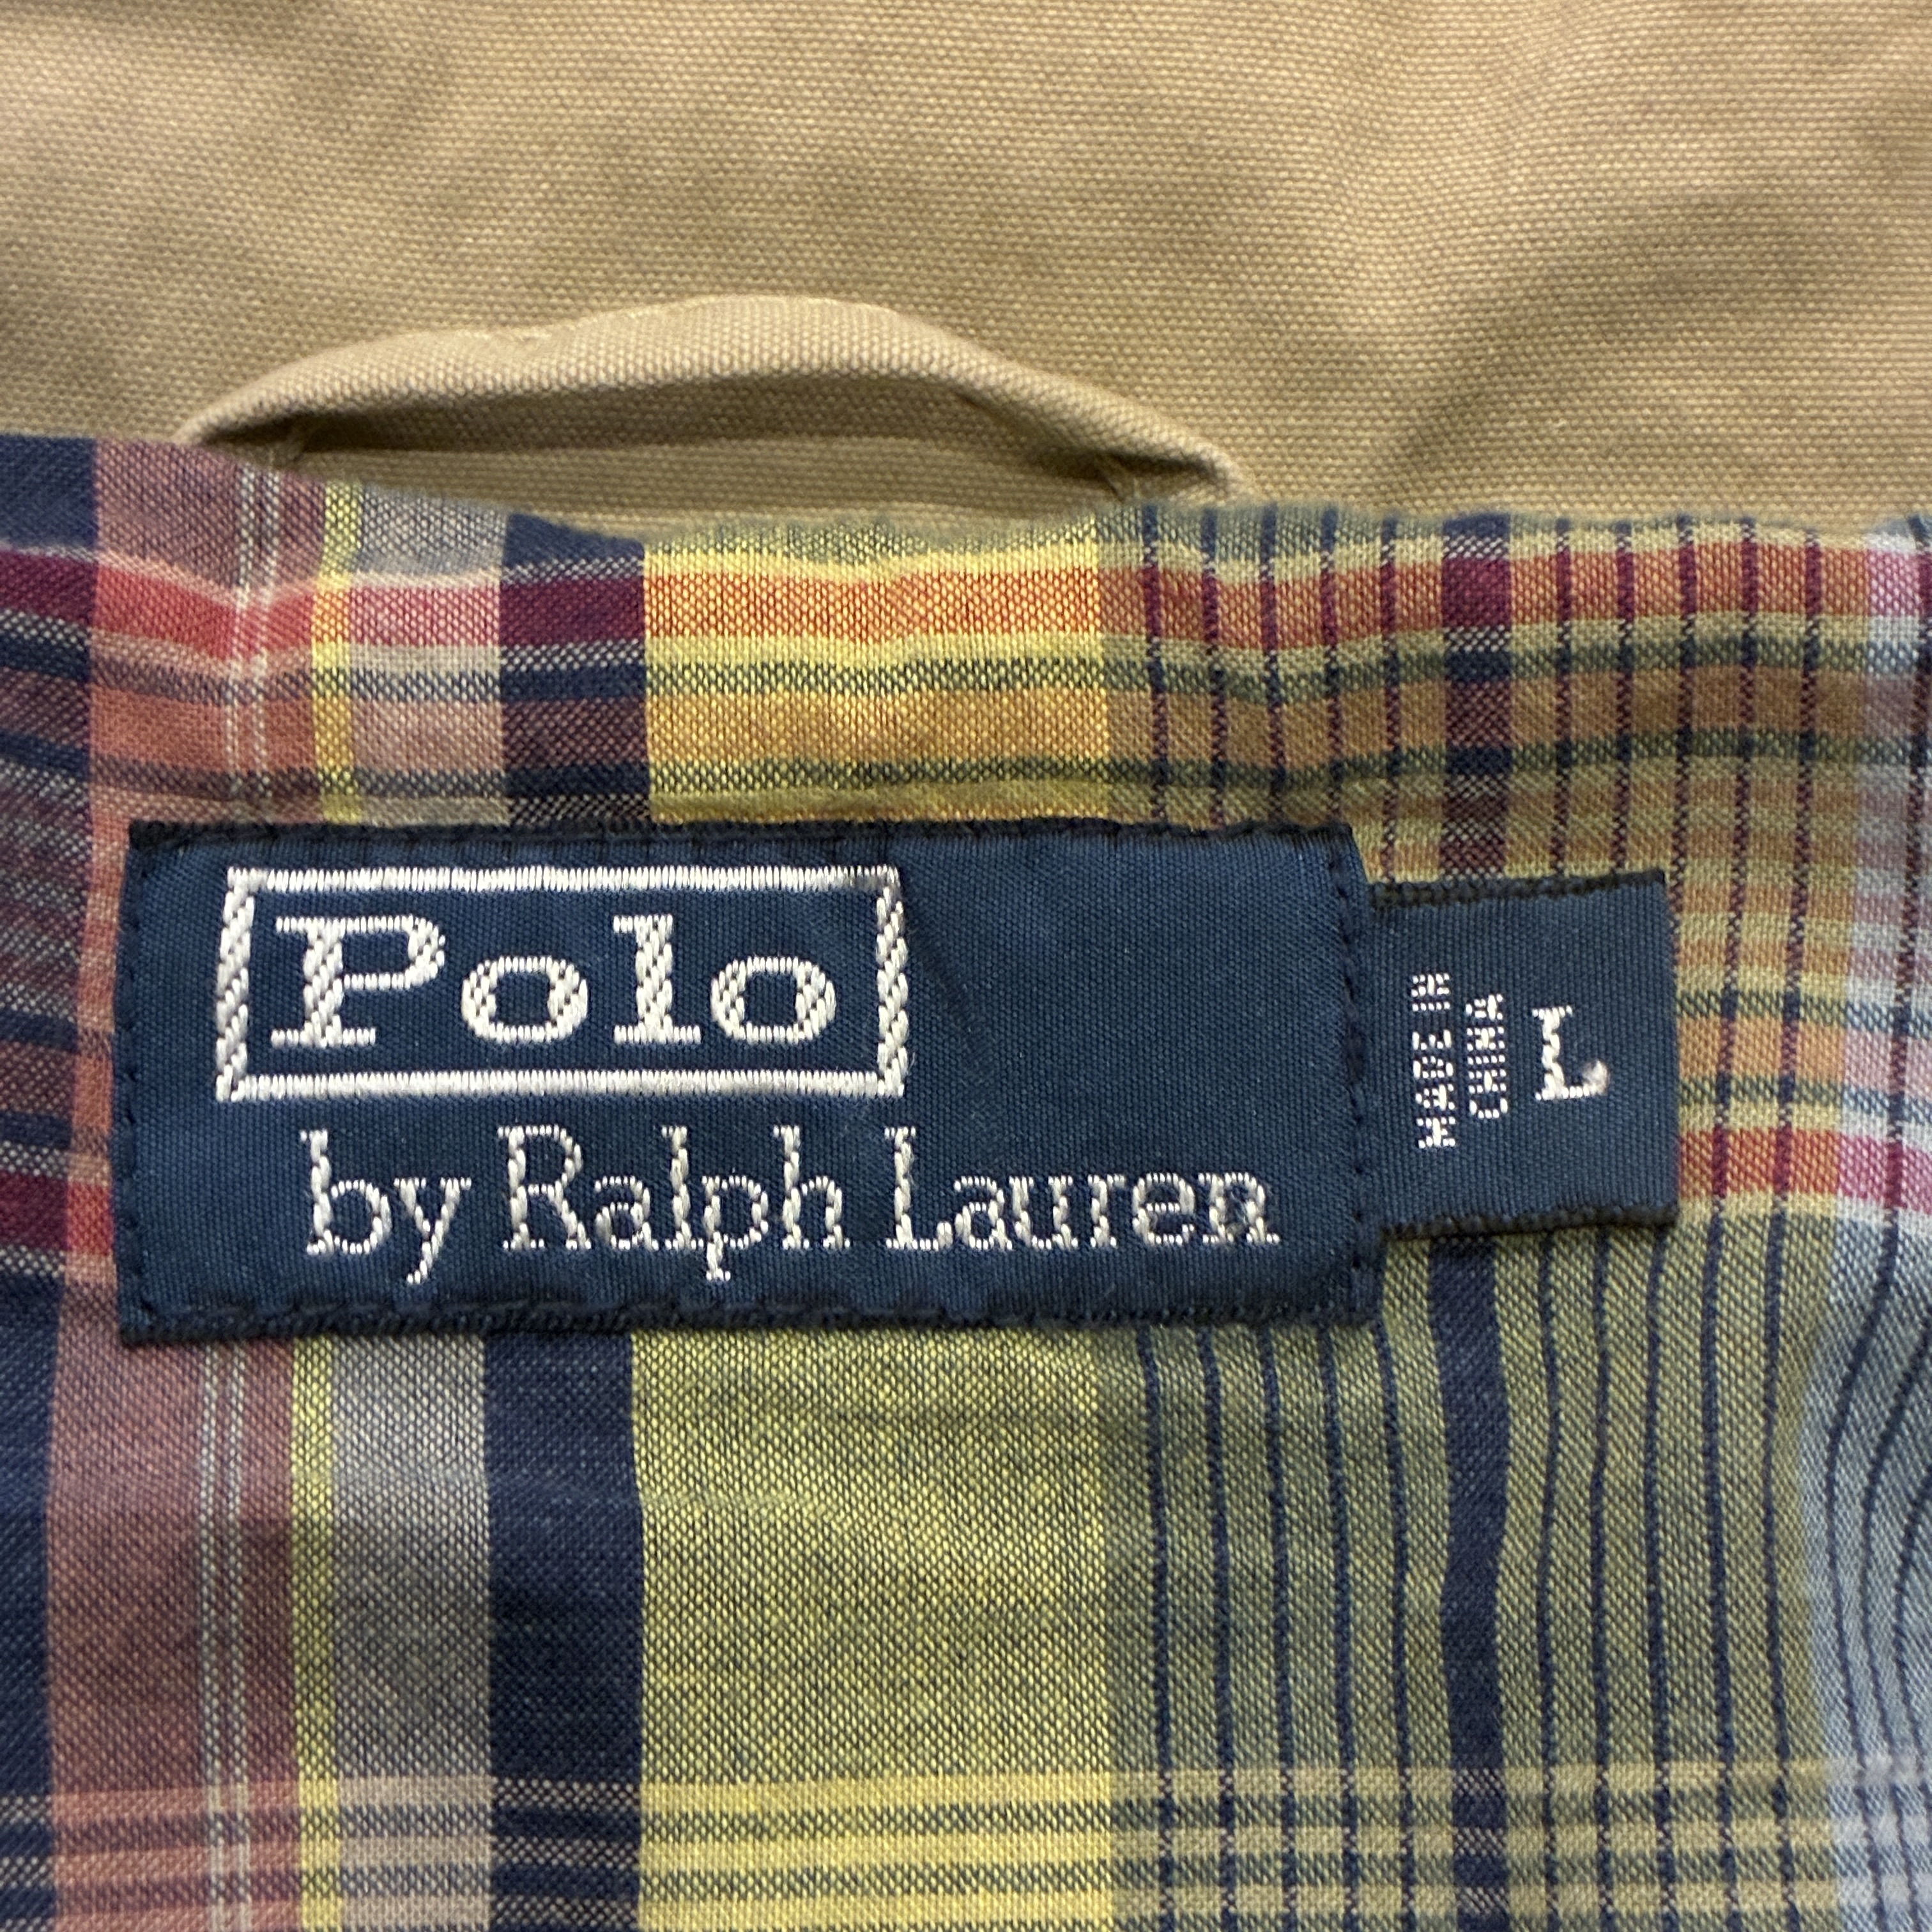 Polo
by Ralph Lauren
MADE IN
CHINA
L